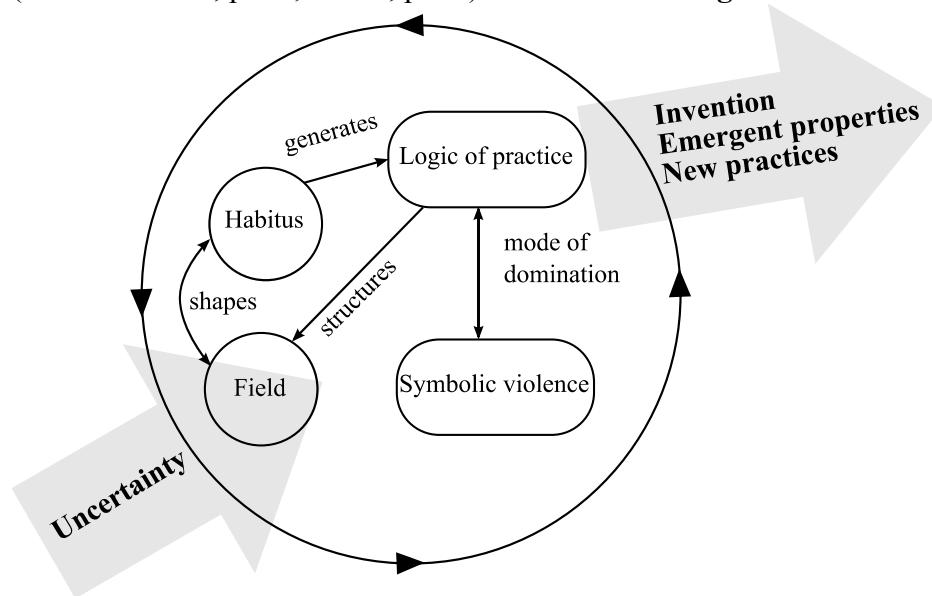 generates
Logic of practice
Invention
Emergent properties
New practices
Habitus
mode of
domination
shapes
structures
Field
Symbolic violence
Uncertainty